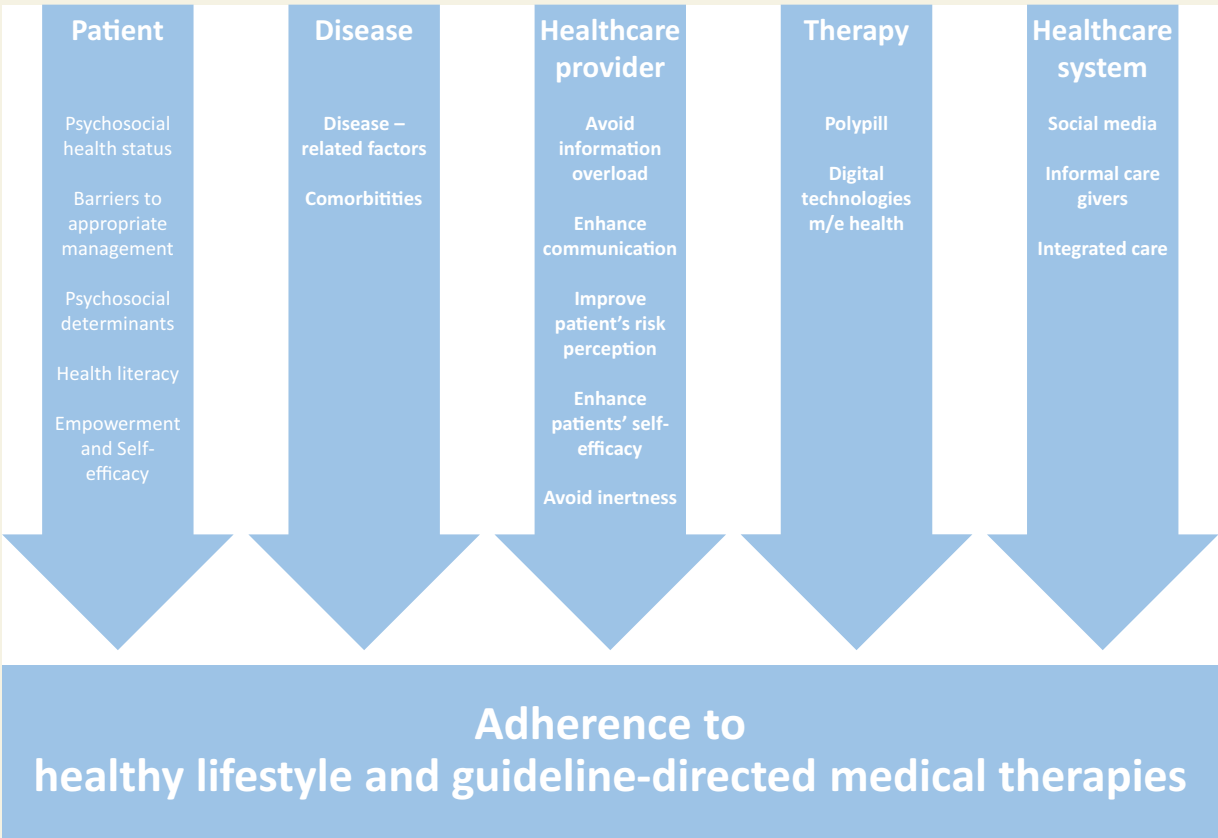 Patient
Psychosocial
health status
Barriers to
appropriate
management
Psychosocial
determinants
Health literacy
Empowerment
and Self-
efficacy
Disease
Disease –
related factors
Comorbitities
Healthcare
provider
Avoid
information
overload
Enhance
communication
Improve
patient's risk
perception
Enhance
patients' self-
efficacy
Avoid inertness
Therapy
Polypill
Digital
technologies
m/e health
Healthcare
system
Social media
Informal care
givers
Integrated care
Adherence to
healthy lifestyle and guideline-directed medical therapies